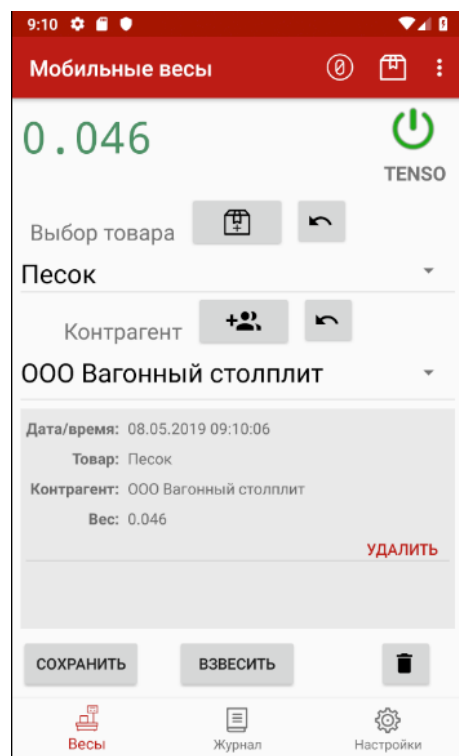 9:10
Мобильные весы
0.046
TENSO
Выбор товара
Песок
Контрагент
ООО Вагонный столплит
Дата/время: 08.05.2019 09:10:06
Товар: Песок
Контрагент: ООО Вагонный столплит
Вес: 0.046
УДАЛИТЬ
СОХРАНИТЬ ВЗВЕСИТЬ
Весы Журнал Настройки